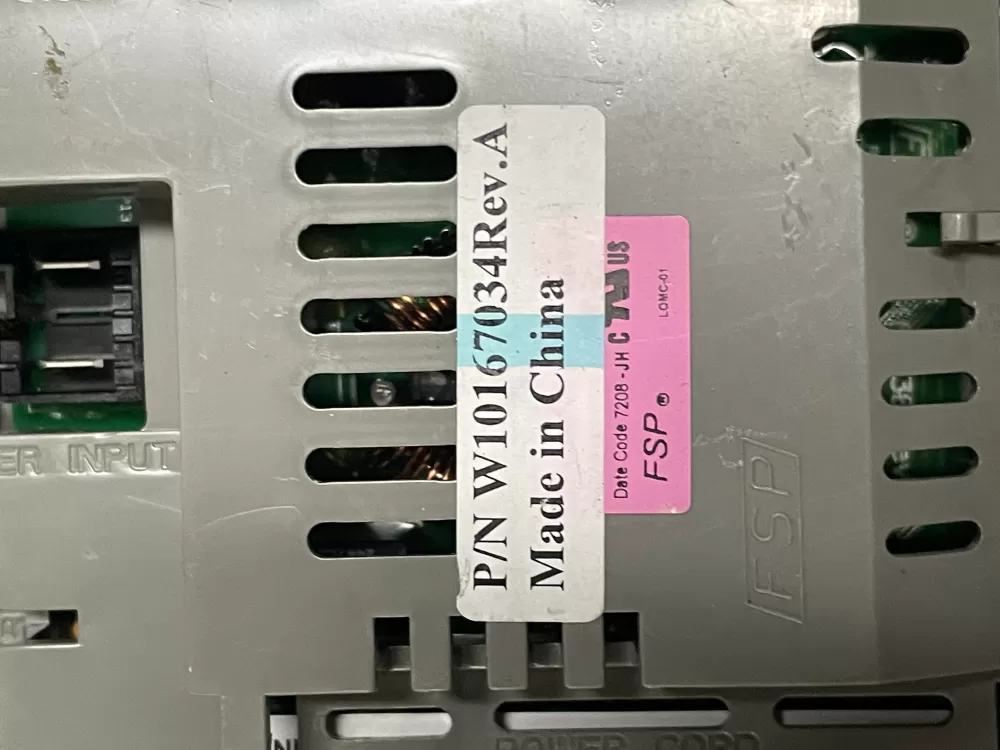 P/N W10167034Rev.A
Made in China
Date Code 7208 -JH C US
FSP ®
LOMC-01
FSP
ER INPUT
POWER CORD